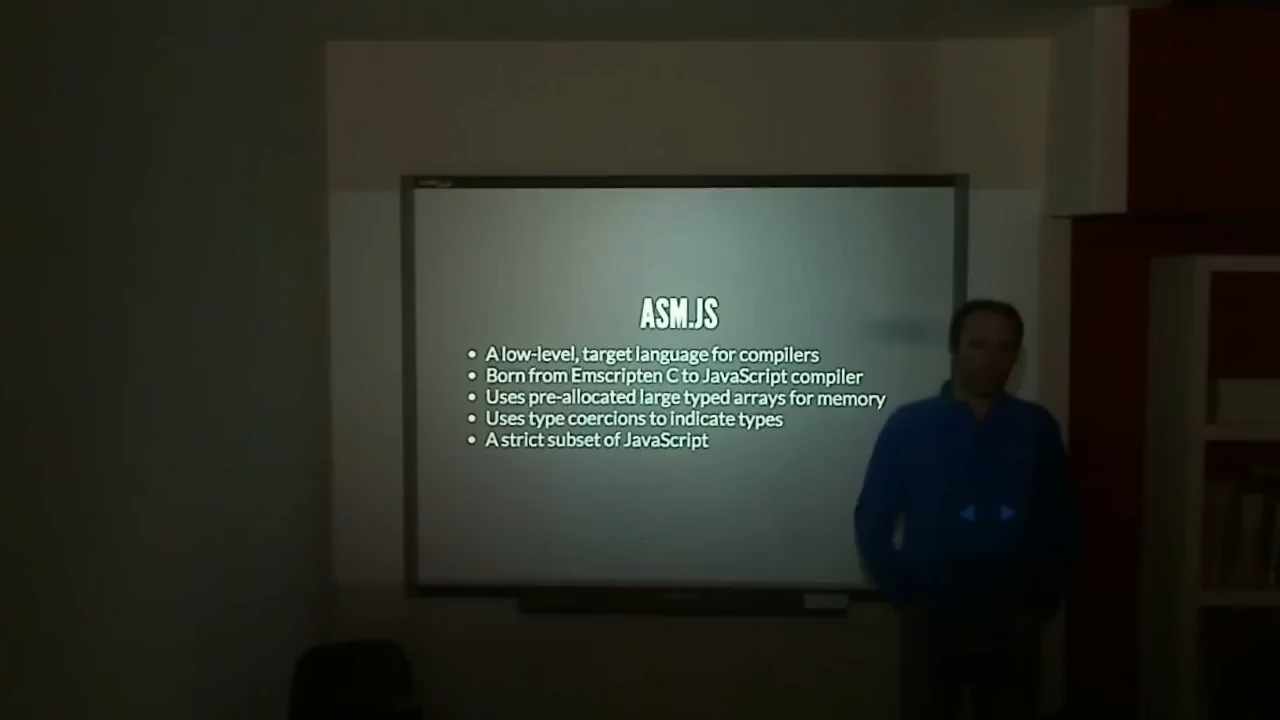 ASM.JS
• A low-level, target language for compilers
• Born from Emscripten C to JavaScript compiler
• Uses pre-allocated large typed arrays for memory
• Uses type coercions to indicate types
• A strict subset of JavaScript